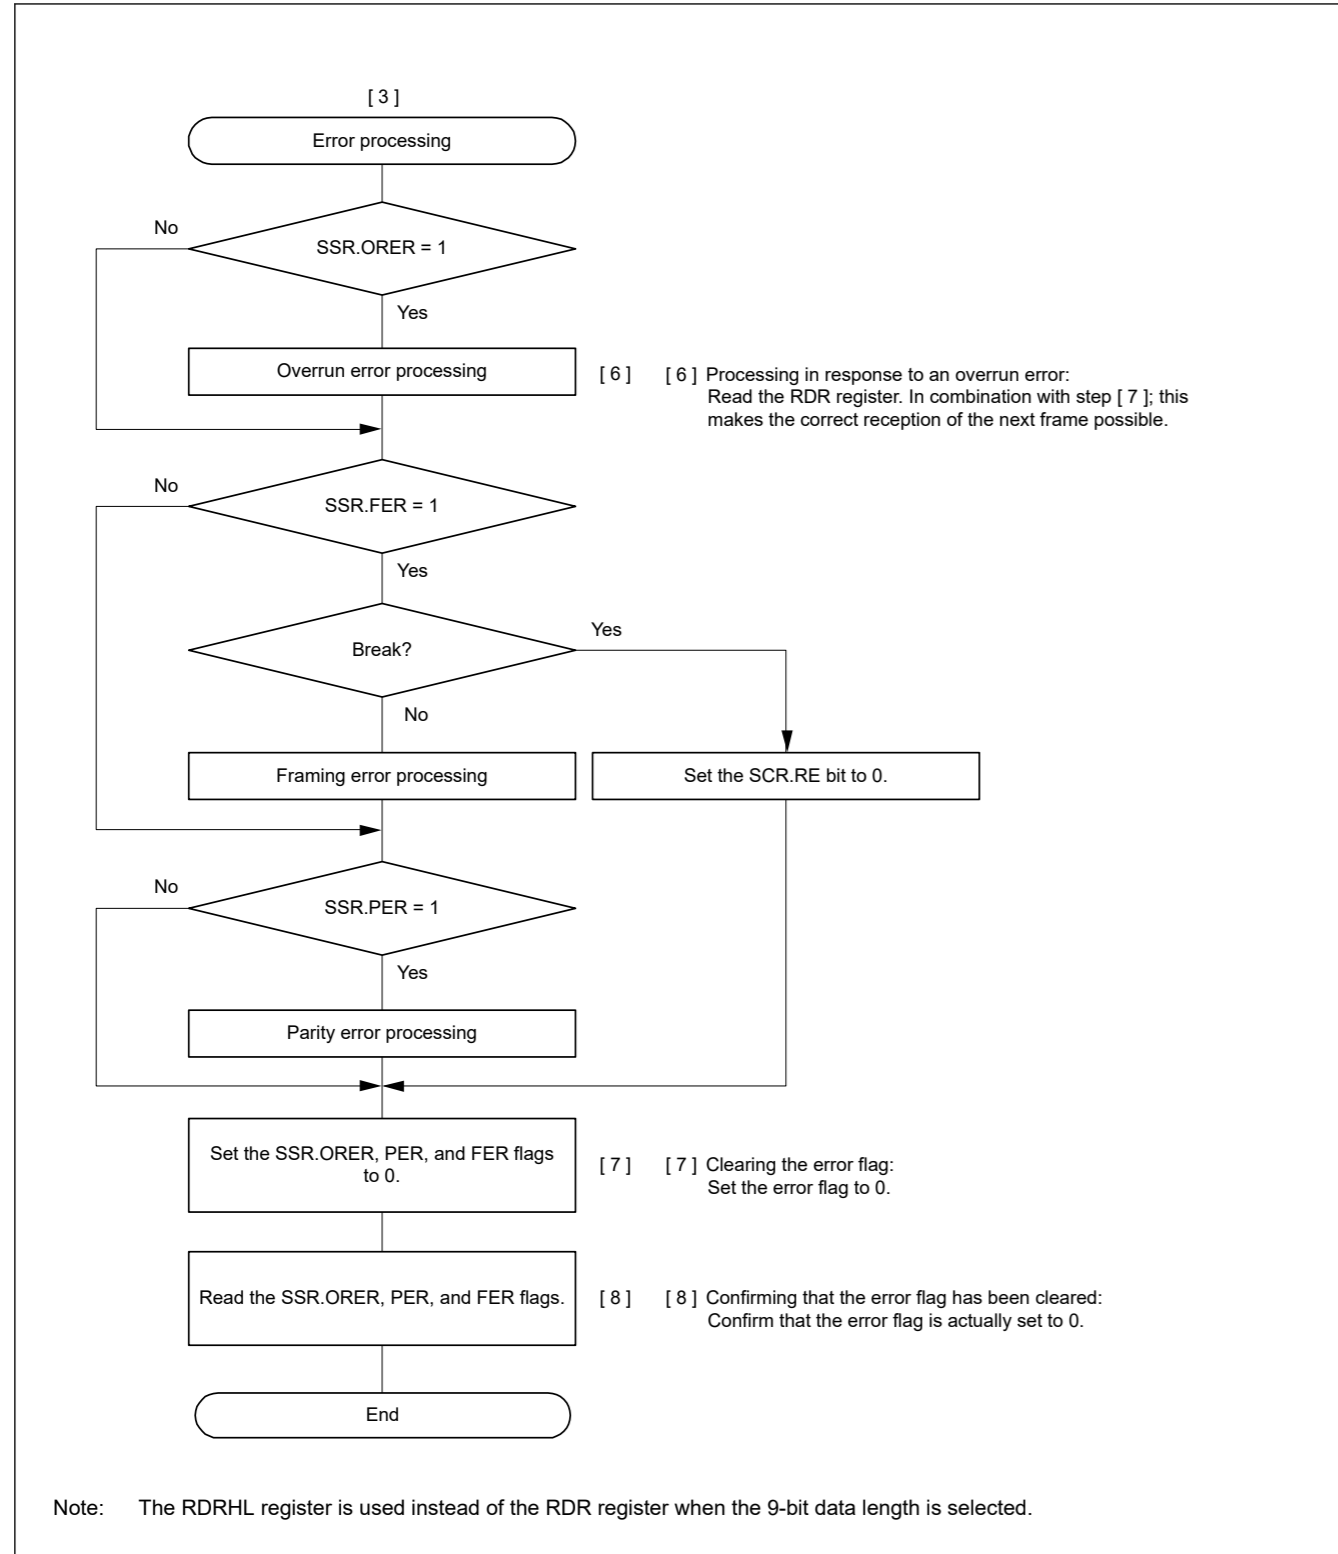 [ 3 ]
Error processing
No
SSR.ORER = 1
Yes
Overrun error processing
[ 6 ]
[ 6 ] Processing in response to an overrun error:
Read the RDR register. In combination with step [ 7 ]; this
makes the correct reception of the next frame possible.
No
SSR.FER = 1
Yes
Break?
Yes
No
Framing error processing
Set the SCR.RE bit to 0.
No
SSR.PER = 1
Yes
Parity error processing
Set the SSR.ORER, PER, and FER flags
to 0.
[ 7 ]
[ 7 ] Clearing the error flag:
Set the error flag to 0.
Read the SSR.ORER, PER, and FER flags.
[ 8 ]
[ 8 ] Confirming that the error flag has been cleared:
Confirm that the error flag is actually set to 0.
End
Note: The RDRHL register is used instead of the RDR register when the 9-bit data length is selected.